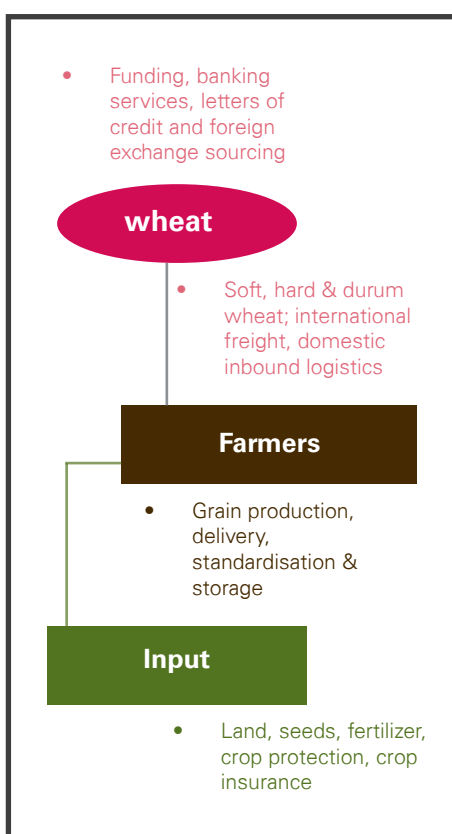 • Funding, banking
services, letters of
credit and foreign
exchange sourcing
wheat
• Soft, hard & durum
wheat; international
freight, domestic
inbound logistics
Farmers
• Grain production,
delivery,
standardisation &
storage
Input
• Land, seeds, fertilizer,
crop protection, crop
insurance